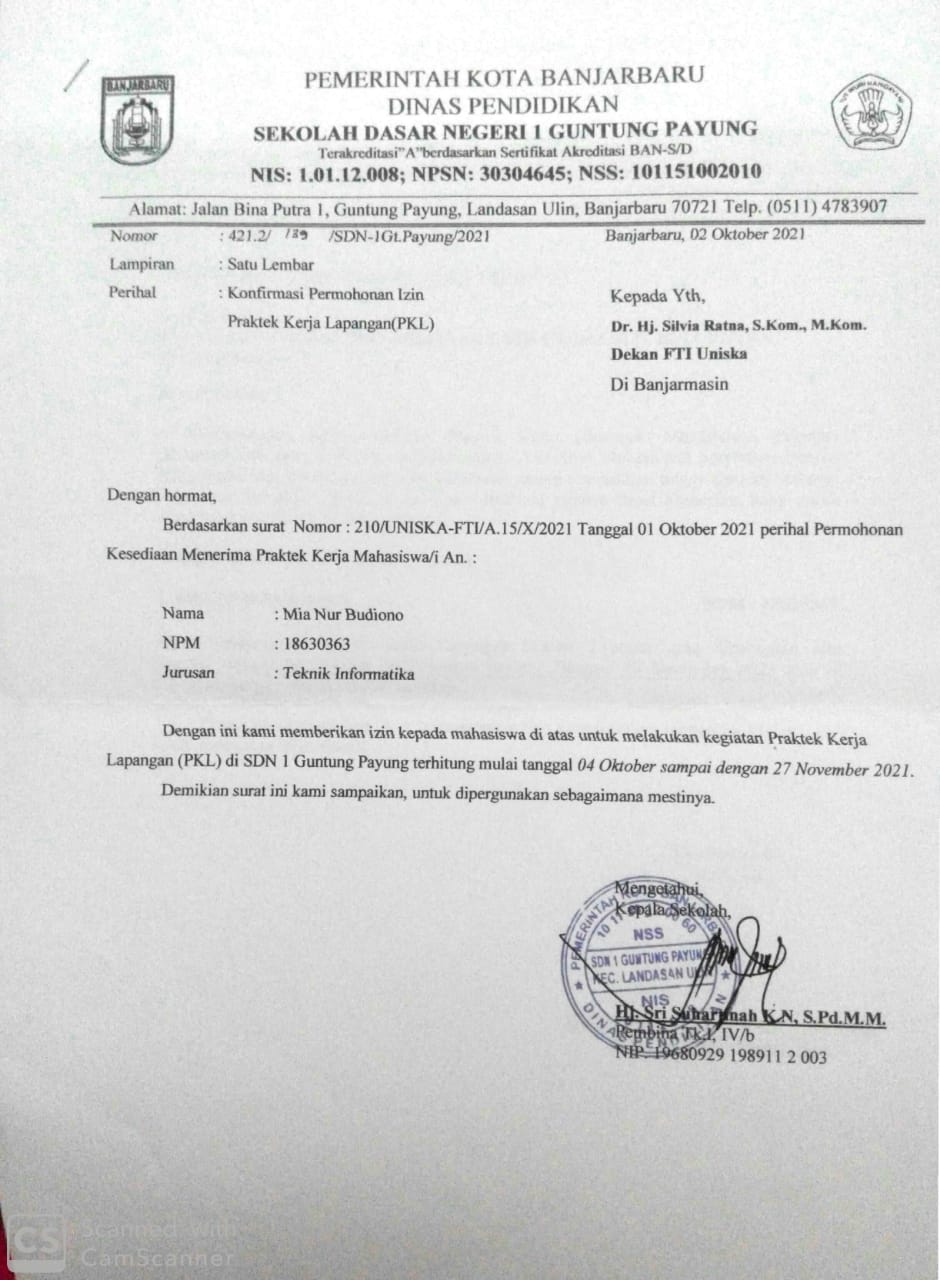 BANJARBARU
TUT WURI HANDAYANI
PEMERINTAH KOTA BANJARBARU
DINAS PENDIDIKAN
SEKOLAH DASAR NEGERI 1 GUNTUNG PAYUNG
Terakreditasi"A"berdasarkan Sertifikat Akreditasi BAN-S/D
NIS: 1.01.12.008; NPSN: 30304645; NSS: 101151002010
Alamat: Jalan Bina Putra 1, Guntung Payung, Landasan Ulin, Banjarbaru 70721 Telp. (0511) 4783907
Nomor : 421.2/ 189 /SDN-1Gt.Payung/2021 Banjarbaru, 02 Oktober 2021
Lampiran : Satu Lembar
Perihal : Konfirmasi Permohonan Izin Kepada Yth,
Praktek Kerja Lapangan(PKL) Dr. Hj. Silvia Ratna, S.Kom., M.Kom.
Dekan FTI Uniska
Di Banjarmasin
Dengan hormat,
Berdasarkan surat Nomor : 210/UNISKA-FTI/A.15/X/2021 Tanggal 01 Oktober 2021 perihal Permohonan
Kesediaan Menerima Praktek Kerja Mahasiswa/i An. :
Nama : Mia Nur Budiono
NPM : 18630363
Jurusan : Teknik Informatika
Dengan ini kami memberikan izin kepada mahasiswa di atas untuk melakukan kegiatan Praktek Kerja
Lapangan (PKL) di SDN 1 Guntung Payung terhitung mulai tanggal 04 Oktober sampai dengan 27 November 2021.
Demikian surat ini kami sampaikan, untuk dipergunakan sebagaimana mestinya.
Mengetahui,
Kepala Sekolah,
NSS
SDN 1 GUNTUNG PAYUNG
KEC. LANDASAN ULIN
NIS
DINAS PENDIDIKAN
Hj. Sri Suhartinah K.N, S.Pd.M.M.
Pembina Tk.I, IV/b
NIP. 19680929 198911 2 003
CS Scanned with
CamScanner